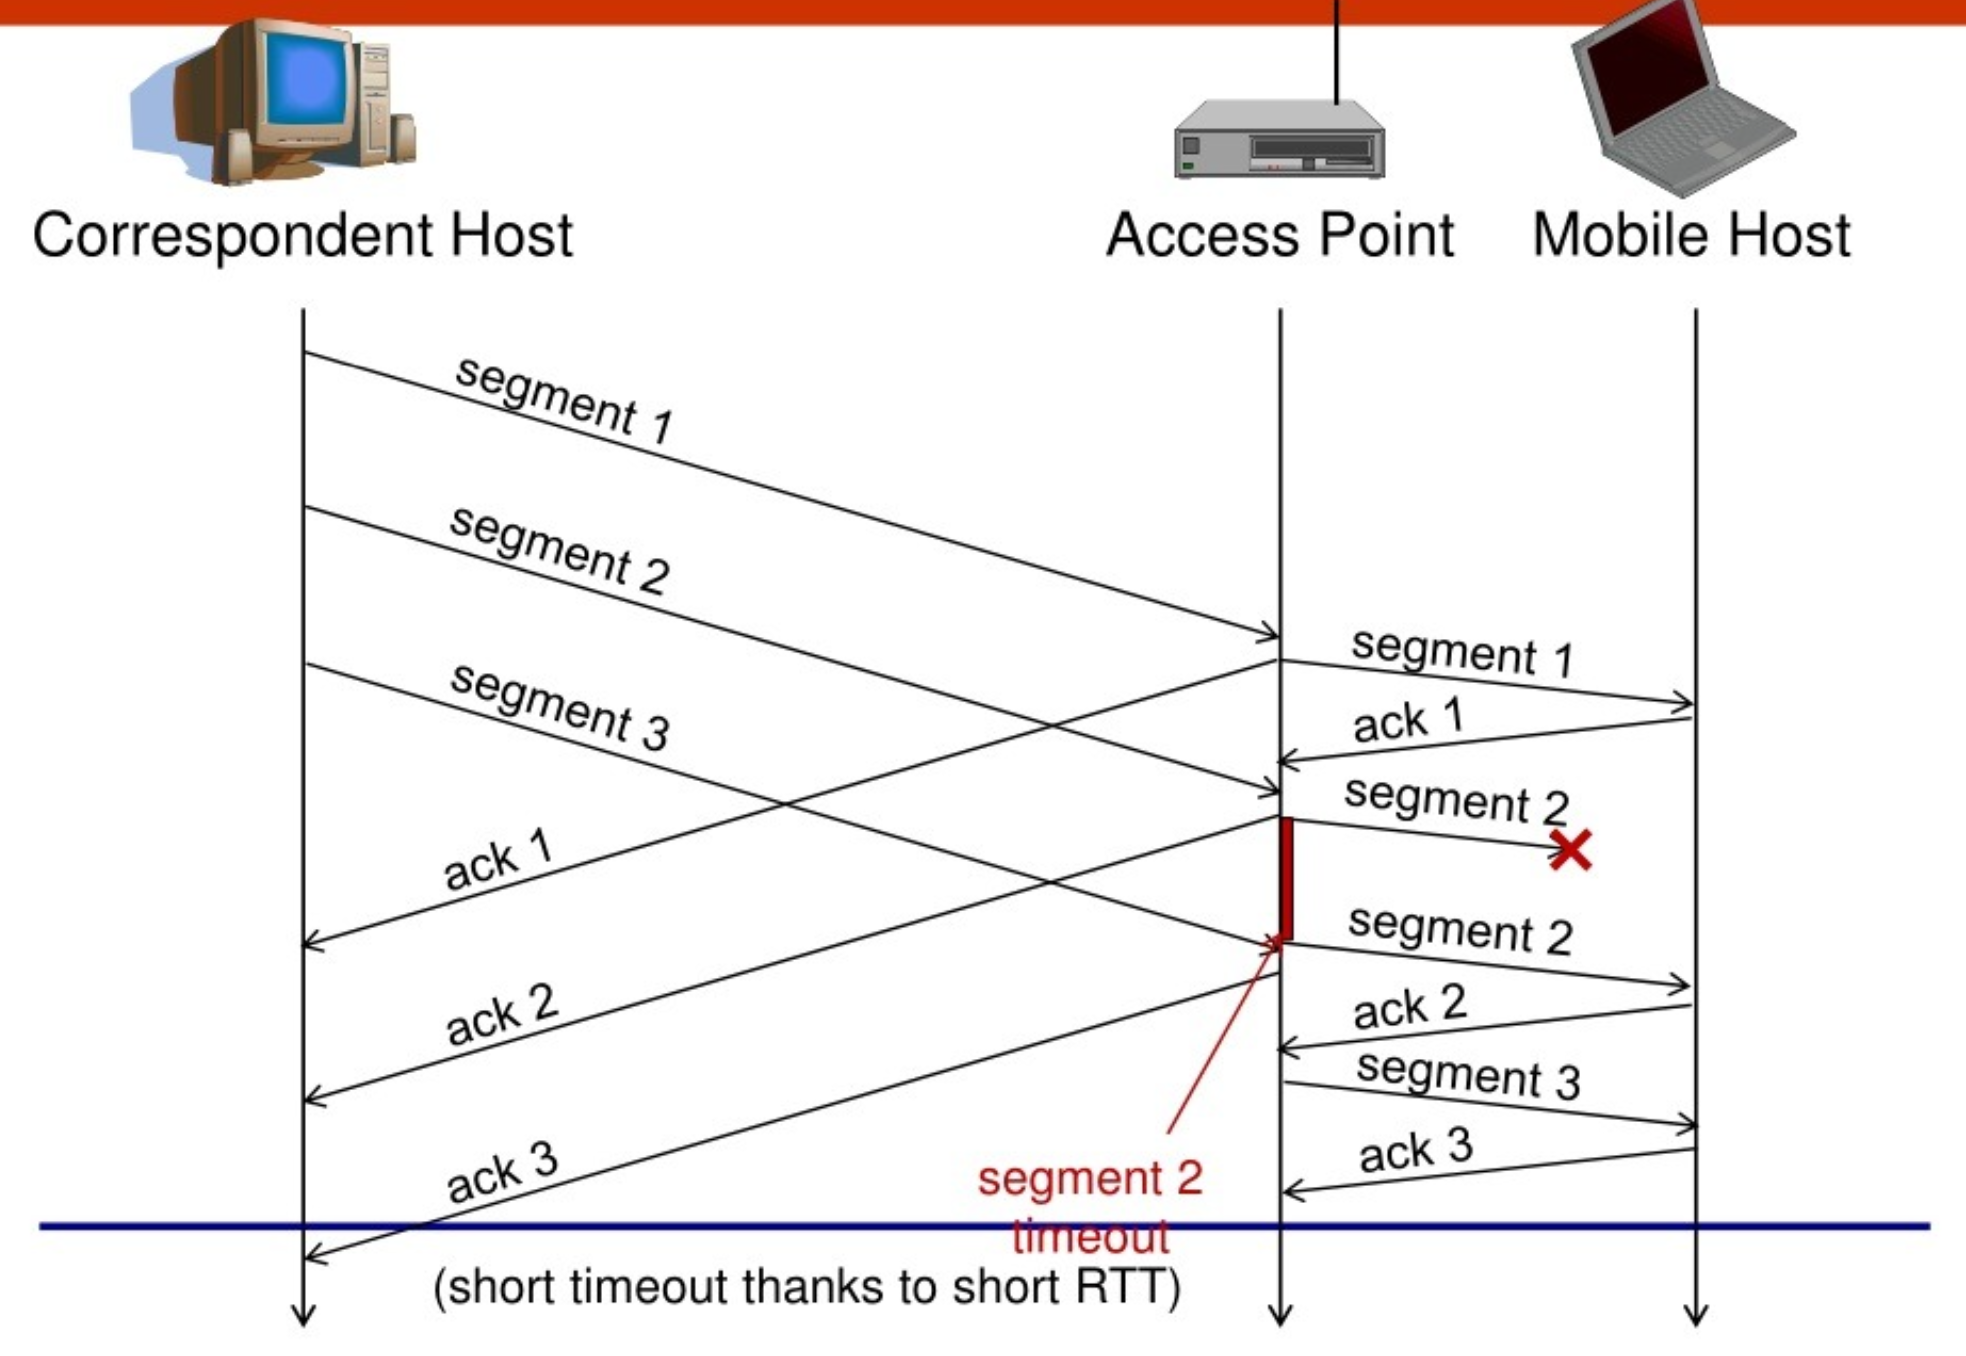 Correspondent Host
Access Point
Mobile Host
segment 1
segment 2
segment 3
segment 1
ack 1
segment 2
ack 1
segment 2
ack 2
ack 2
segment 3
ack 3
ack 3
segment 2
timeout
(short timeout thanks to short RTT)